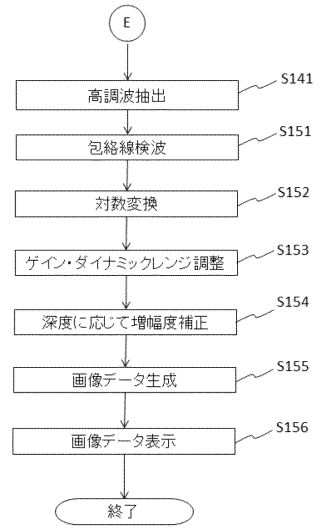 E
高調波抽出
S141
包絡線検波
S151
対数変換
S152
ゲイン・ダイナミックレンジ調整
S153
深度に応じて増幅度補正
S154
画像データ生成
S155
画像データ表示
S156
終了